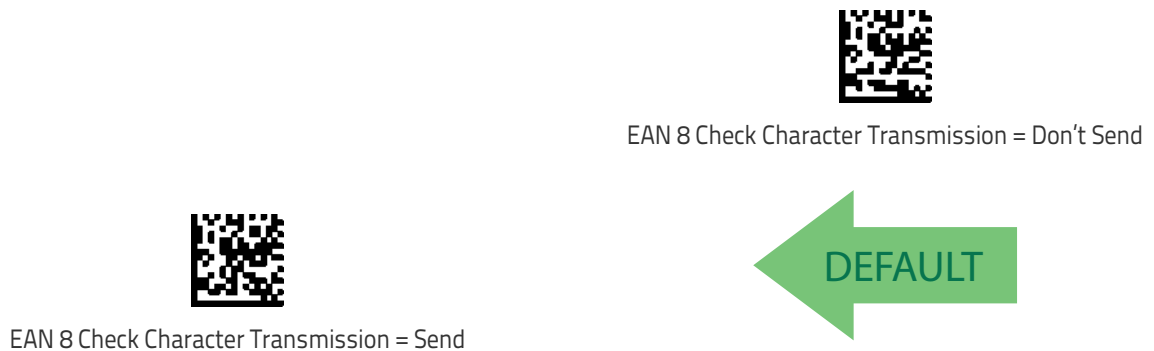 EAN 8 Check Character Transmission = Don't Send
DEFAULT
EAN 8 Check Character Transmission = Send